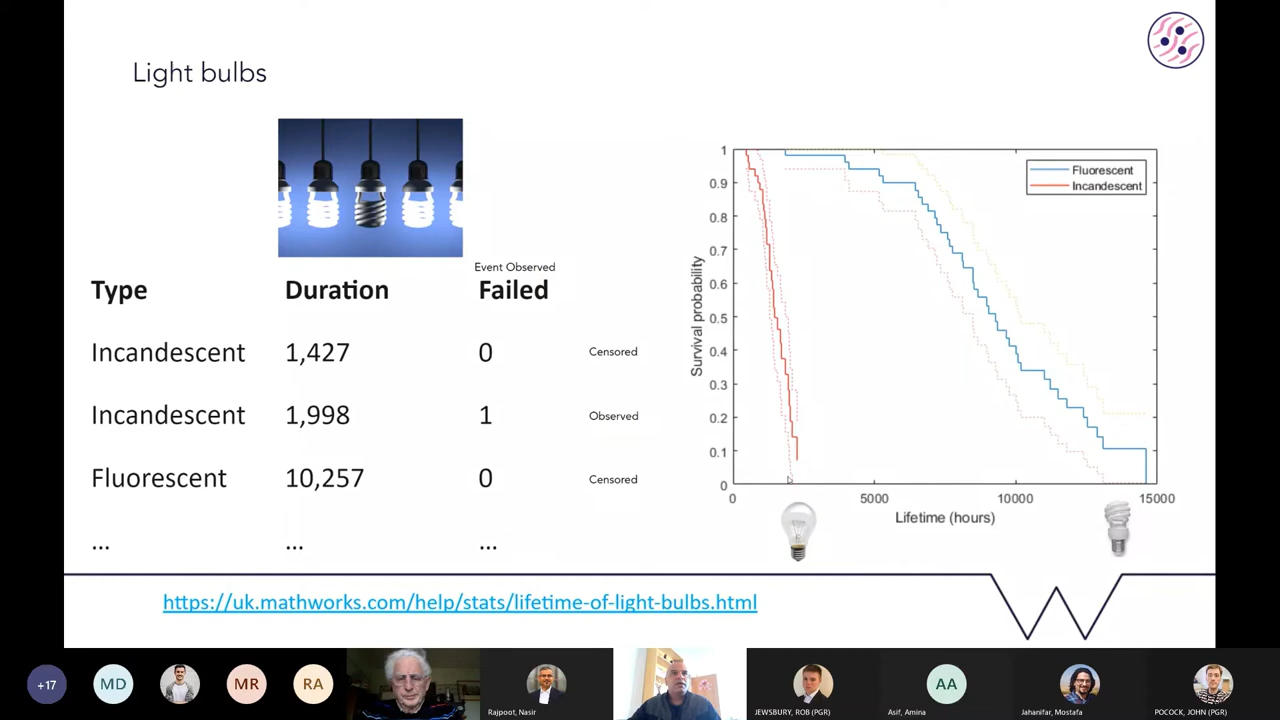 Light bulbs
Event Observed
Type Duration Failed
Incandescent 1,427 0 Censored
Incandescent 1,998 1 Observed
Fluorescent 10,257 0 Censored
... ... ...
Survival probability
1
0.9
0.8
0.7
0.6
0.5
0.4
0.3
0.2
0.1
0
Fluorescent
Incandescent
0 5000 10000 15000
Lifetime (hours)
https://uk.mathworks.com/help/stats/lifetime-of-light-bulbs.html
+17 MD MR RA AA
Rajpoot, Nasir JEWSBURY, ROB (PGR) Asif, Amina Jahanifar, Mostafa POCOCK, JOHN (PGR)